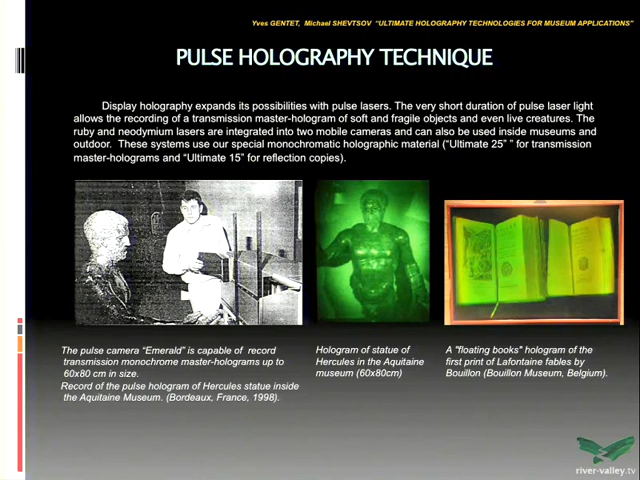 Yves GENTET, Michael SHEVTSOV "ULTIMATE HOLOGRAPHY TECHNOLOGIES FOR MUSEUM APPLICATIONS"
PULSE HOLOGRAPHY TECHNIQUE
Display holography expands its possibilities with pulse lasers. The very short duration of pulse laser light
allows the recording of a transmission master-hologram of soft and fragile objects and even live creatures. The
ruby and neodymium lasers are integrated into two mobile cameras and can also be used inside museums and
outdoor. These systems use our special monochromatic holographic material ("Ultimate 25" " for transmission
master-holograms and "Ultimate 15" for reflection copies).
The pulse camera "Emerald" is capable of record
transmission monochrome master-holograms up to
60x80 cm in size.
Record of the pulse hologram of Hercules statue inside
the Aquitaine Museum. (Bordeaux, France, 1998).
Hologram of statue of
Hercules in the Aquitaine
museum (60x80cm)
A "floating books" hologram of the
first print of Lafontaine fables by
Bouillon (Bouillon Museum, Belgium).
river-valley.tv